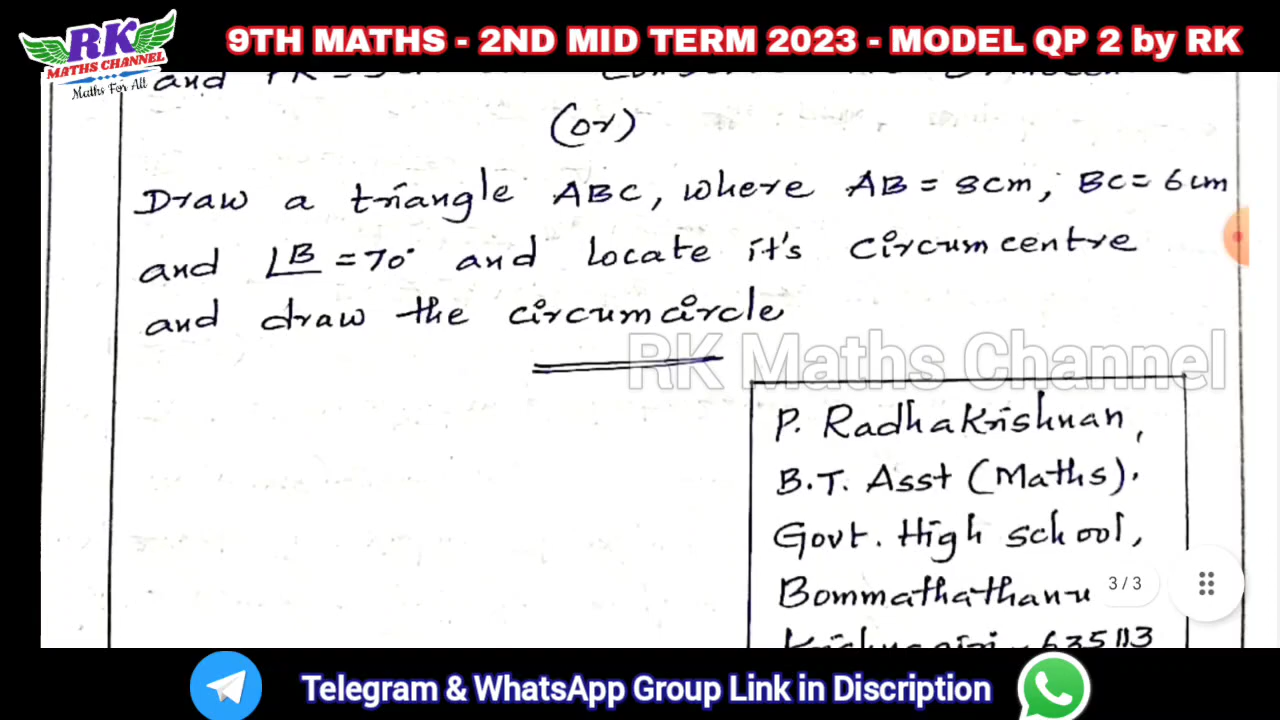 9TH MATHS - 2ND MID TERM 2023 - MODEL QP 2 by RK
RK
MATHS CHANNEL
Maths For All
and
(or)
Draw a triangle ABC, where AB = 8cm, BC = 6cm
and ∠B = 70° and locate it's circumcentre
and draw the circumcircle
RK Maths Channel
P. Radhakrishnan,
B.T. Asst (Maths).
Govt. High school,
Bommathathanu
3/3
635113
Telegram & WhatsApp Group Link in Discription